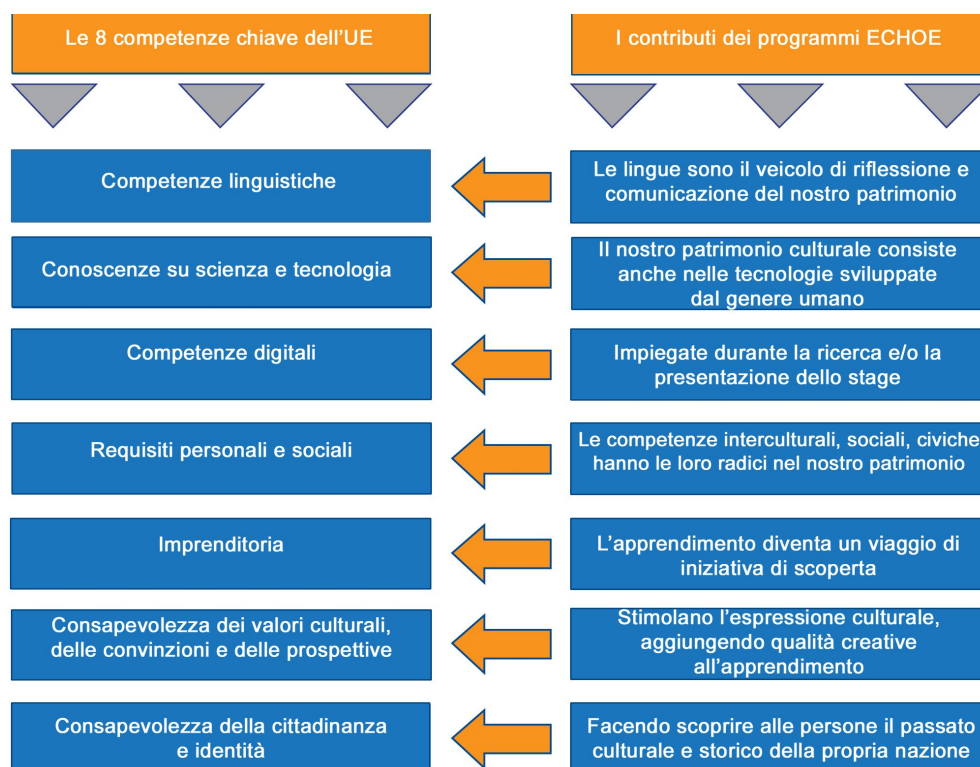 Le 8 competenze chiave dell'UE
I contributi dei programmi ECHOE
Competenze linguistiche
Le lingue sono il veicolo di riflessione e
comunicazione del nostro patrimonio
Conoscenze su scienza e tecnologia
Il nostro patrimonio culturale consiste
anche nelle tecnologie sviluppate
dal genere umano
Competenze digitali
Impiegate durante la ricerca e/o la
presentazione dello stage
Requisiti personali e sociali
Le competenze interculturali, sociali, civiche
hanno le loro radici nel nostro patrimonio
Imprenditoria
L'apprendimento diventa un viaggio di
iniziativa di scoperta
Consapevolezza dei valori culturali,
delle convinzioni e delle prospettive
Stimolano l'espressione culturale,
aggiungendo qualità creative
all'apprendimento
Consapevolezza della cittadinanza
e identità
Facendo scoprire alle persone il passato
culturale e storico della propria nazione